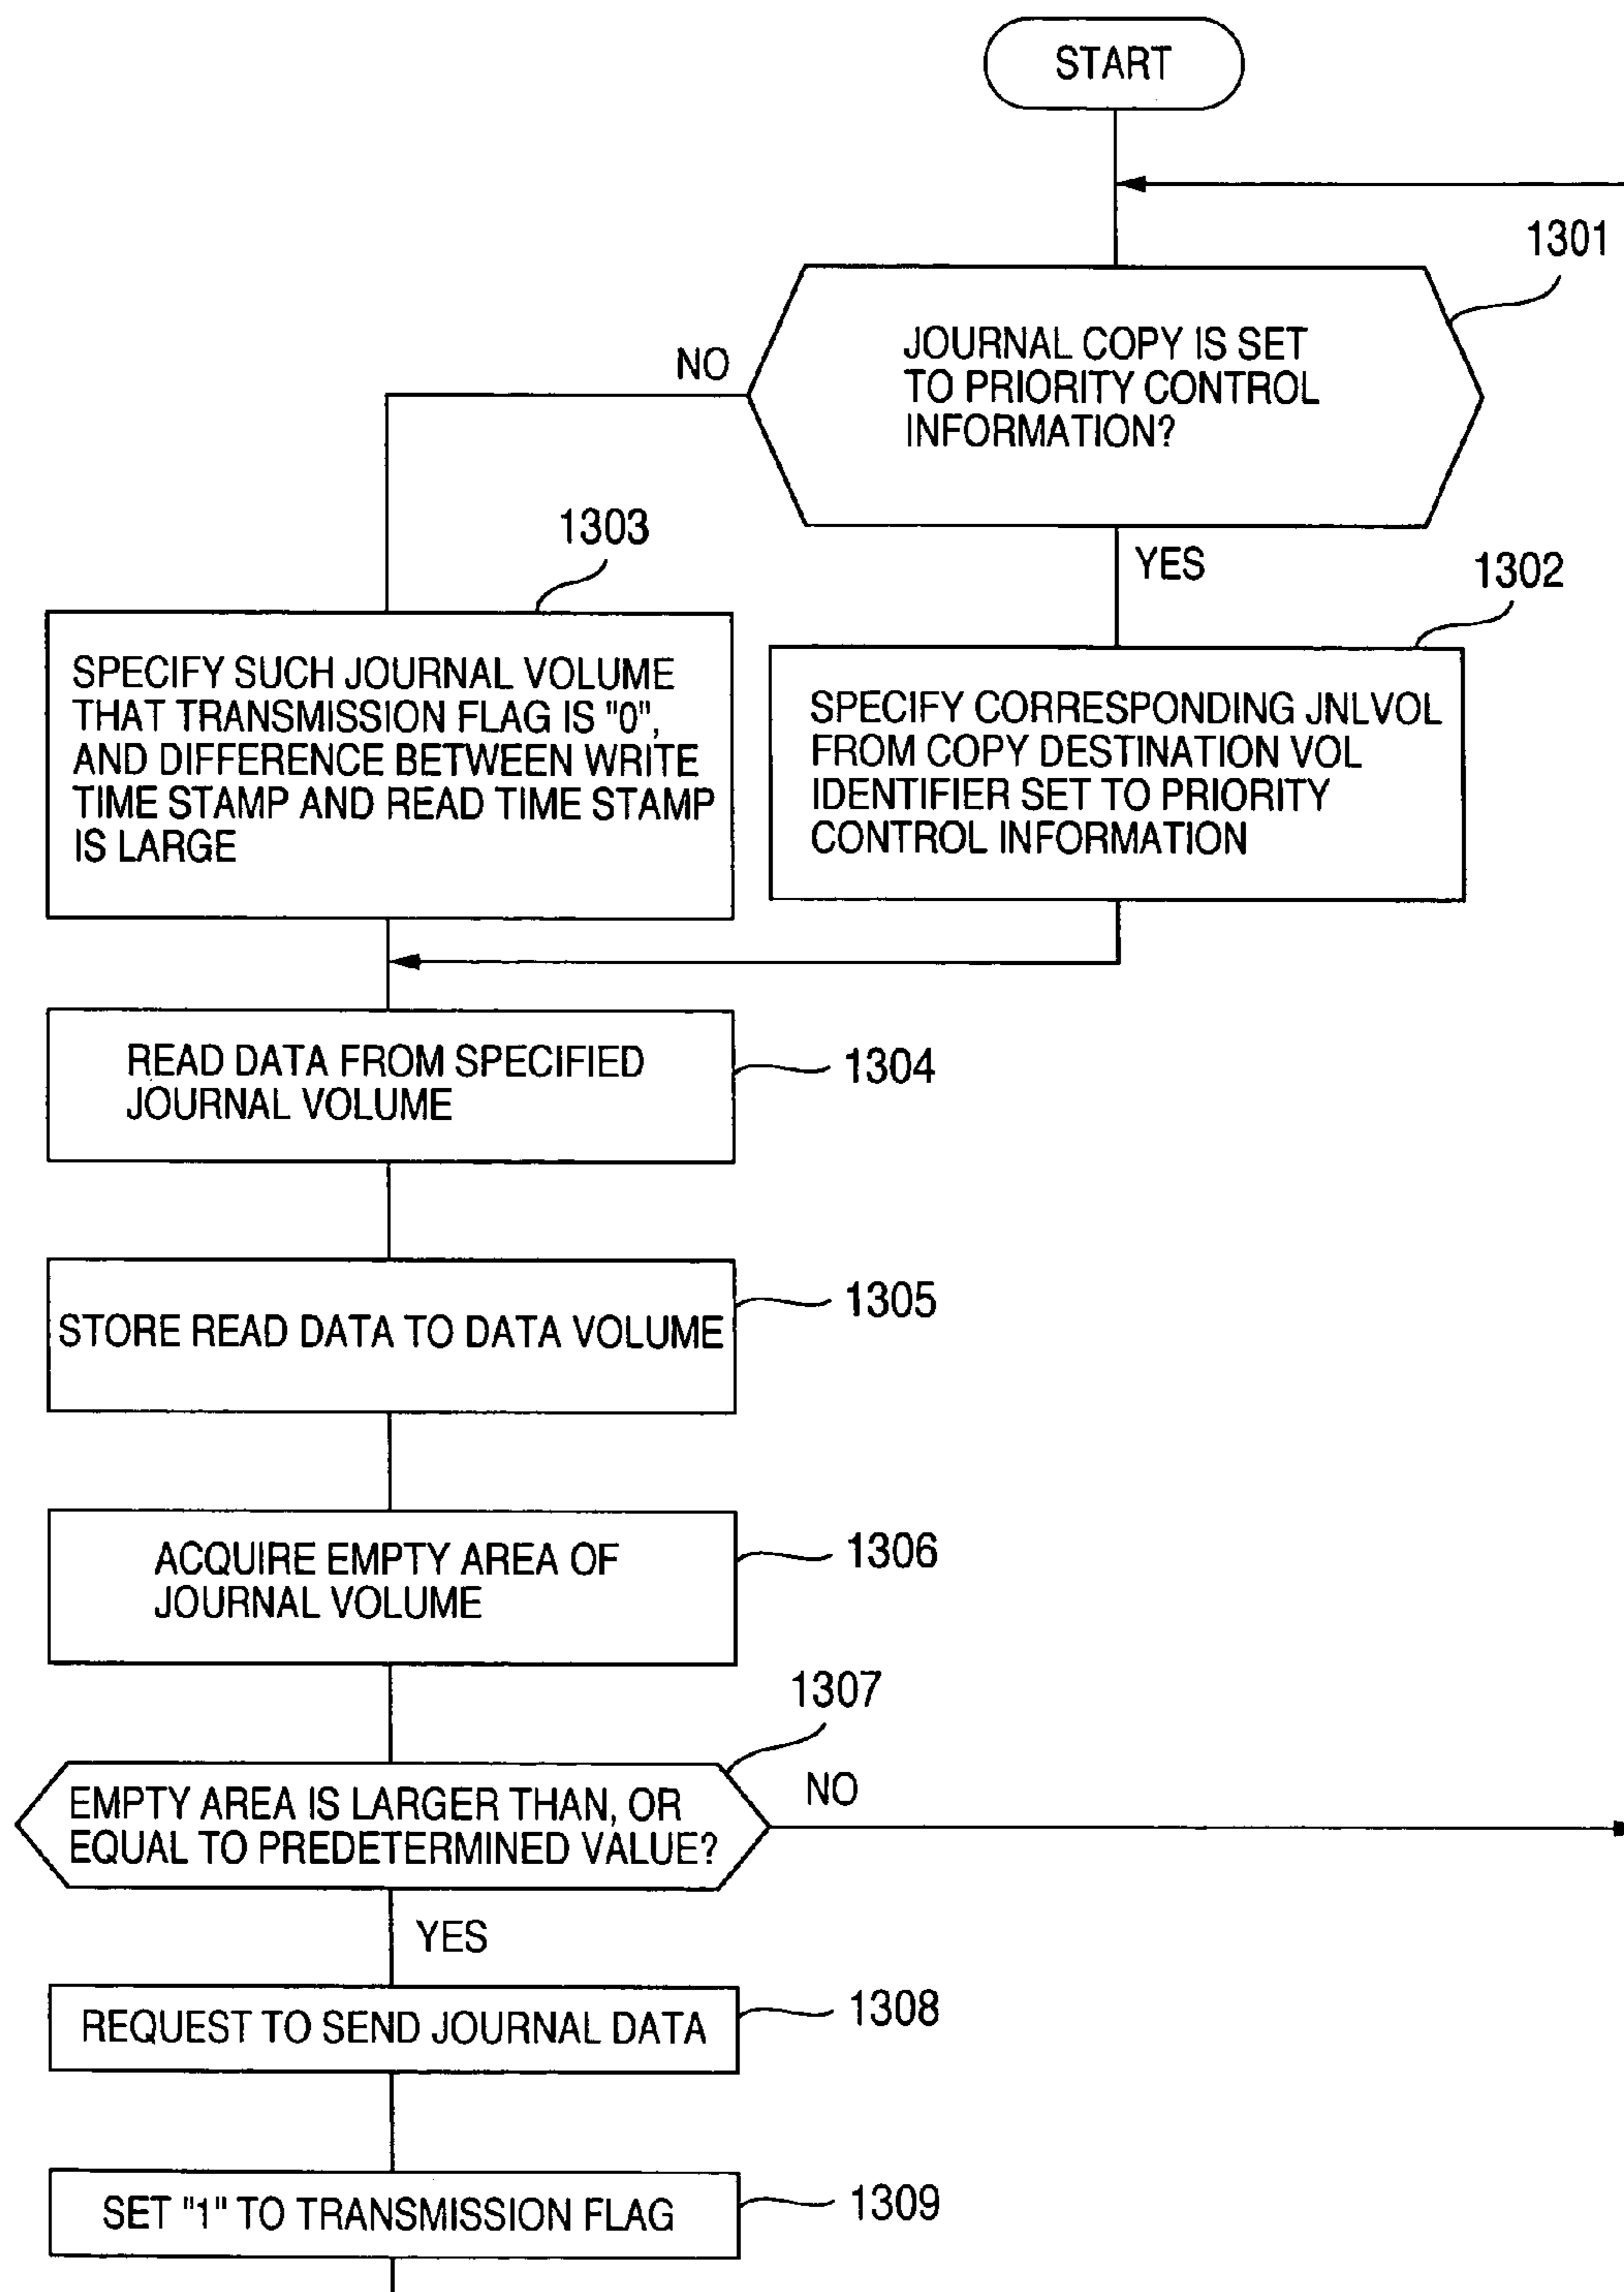 START
1301
JOURNAL COPY IS SET
TO PRIORITY CONTROL
INFORMATION?
NO
YES
1303
1302
SPECIFY SUCH JOURNAL VOLUME
THAT TRANSMISSION FLAG IS "0",
AND DIFFERENCE BETWEEN WRITE
TIME STAMP AND READ TIME STAMP
IS LARGE
SPECIFY CORRESPONDING JNLVOL
FROM COPY DESTINATION VOL
IDENTIFIER SET TO PRIORITY
CONTROL INFORMATION
READ DATA FROM SPECIFIED
JOURNAL VOLUME
1304
STORE READ DATA TO DATA VOLUME
1305
ACQUIRE EMPTY AREA OF
JOURNAL VOLUME
1306
1307
EMPTY AREA IS LARGER THAN, OR
EQUAL TO PREDETERMINED VALUE?
NO
YES
REQUEST TO SEND JOURNAL DATA
1308
SET "1" TO TRANSMISSION FLAG
1309